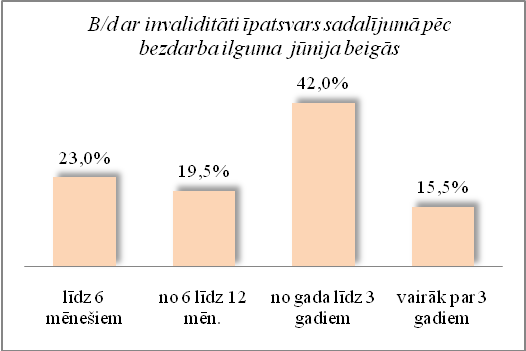 B/d ar invaliditāti īpatsvars sadalījumā pēc
bezdarba ilguma jūnija beigās
42,0%
23,0%
19,5%
15,5%
līdz 6
mēnešiem
no 6 līdz 12
mēn.
no gada līdz 3
gadiem
vairāk par 3
gadiem